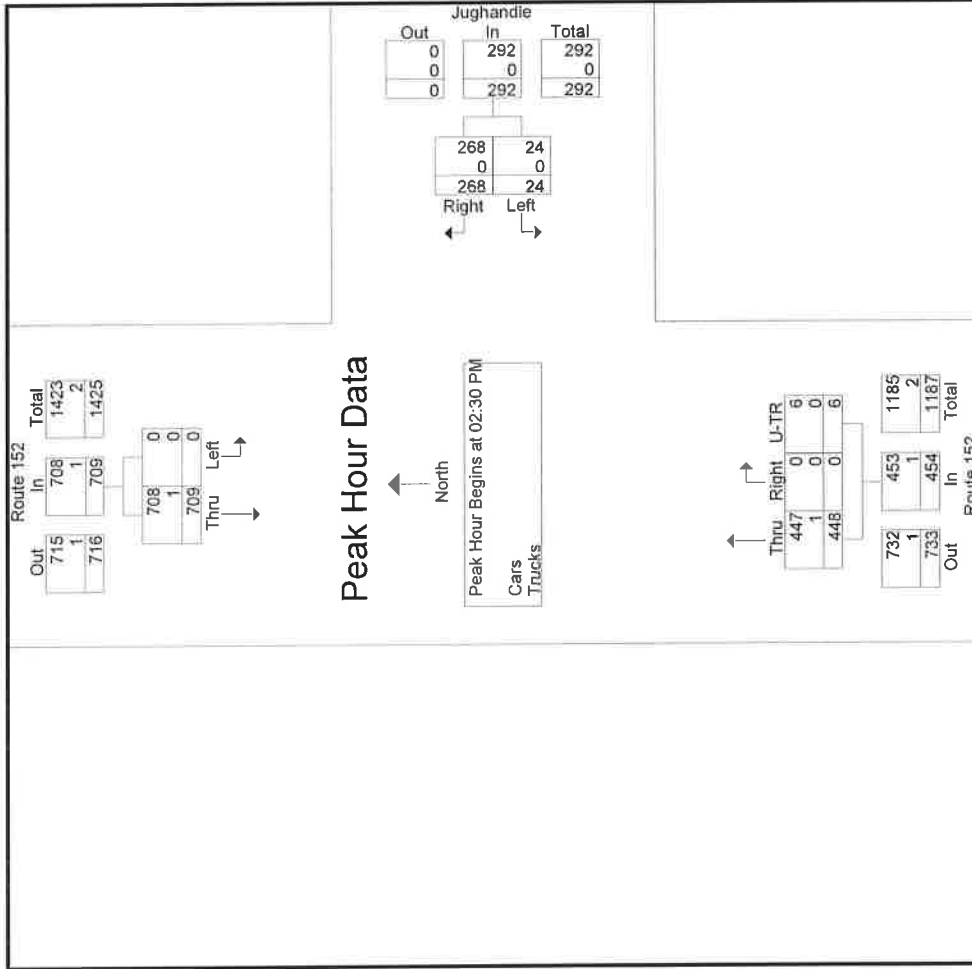 Jughandle
Out In Total
0 292 292
0 0 0
0 292 292
268 24
0 0
268 24
Right Left
Route 152
Out In Total
715 708 1423
1 1 2
716 709 1425
708 0
1 0
709 0
Thru Left
Peak Hour Data
North
Peak Hour Begins at 02:30 PM
Cars
Trucks
Thru Right U-TR
447 0 6
1 0 0
448 0 6
732 453 1185
1 1 2
733 454 1187
Out In Total
Route 152